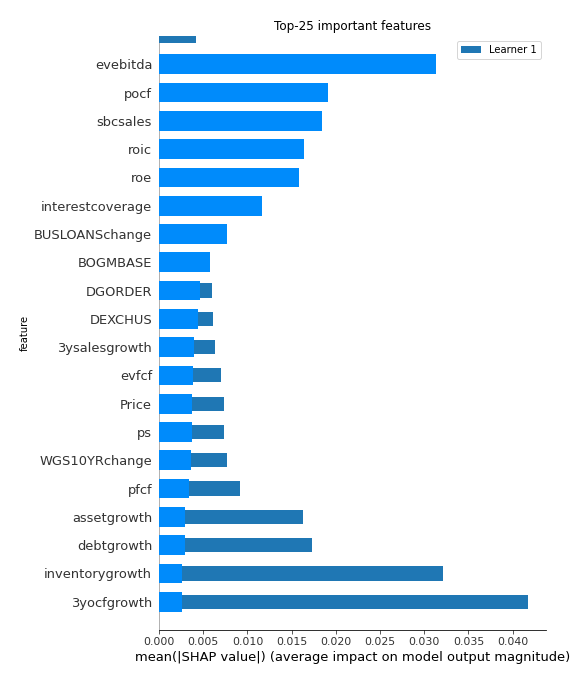 Top-25 important features
Learner 1
evebitda
pocf
sbcsales
roic
roe
interestcoverage
BUSLOANSchange
BOGMBASE
DGORDER
DEXCHUS
3ysalesgrowth
evfcf
Price
ps
WGS10YRchange
pfcf
assetgrowth
debtgrowth
inventorygrowth
3yocfgrowth
feature
0.000 0.005 0.010 0.015 0.020 0.025 0.030 0.035 0.040
mean(|SHAP value|) (average impact on model output magnitude)